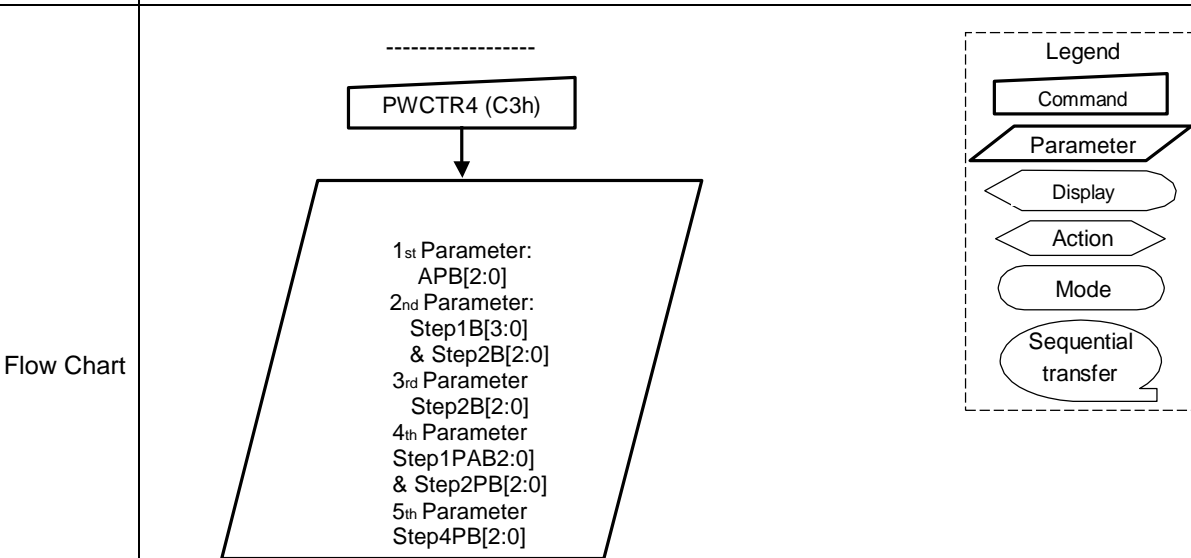 Flow Chart
------------------
PWCTR4 (C3h)
1st Parameter:
APB[2:0]
2nd Parameter:
Step1B[3:0]
& Step2B[2:0]
3rd Parameter
Step2B[2:0]
4th Parameter
Step1PAB2:0]
& Step2PB[2:0]
5th Parameter
Step4PB[2:0]
Legend
Command
Parameter
Display
Action
Mode
Sequential
transfer